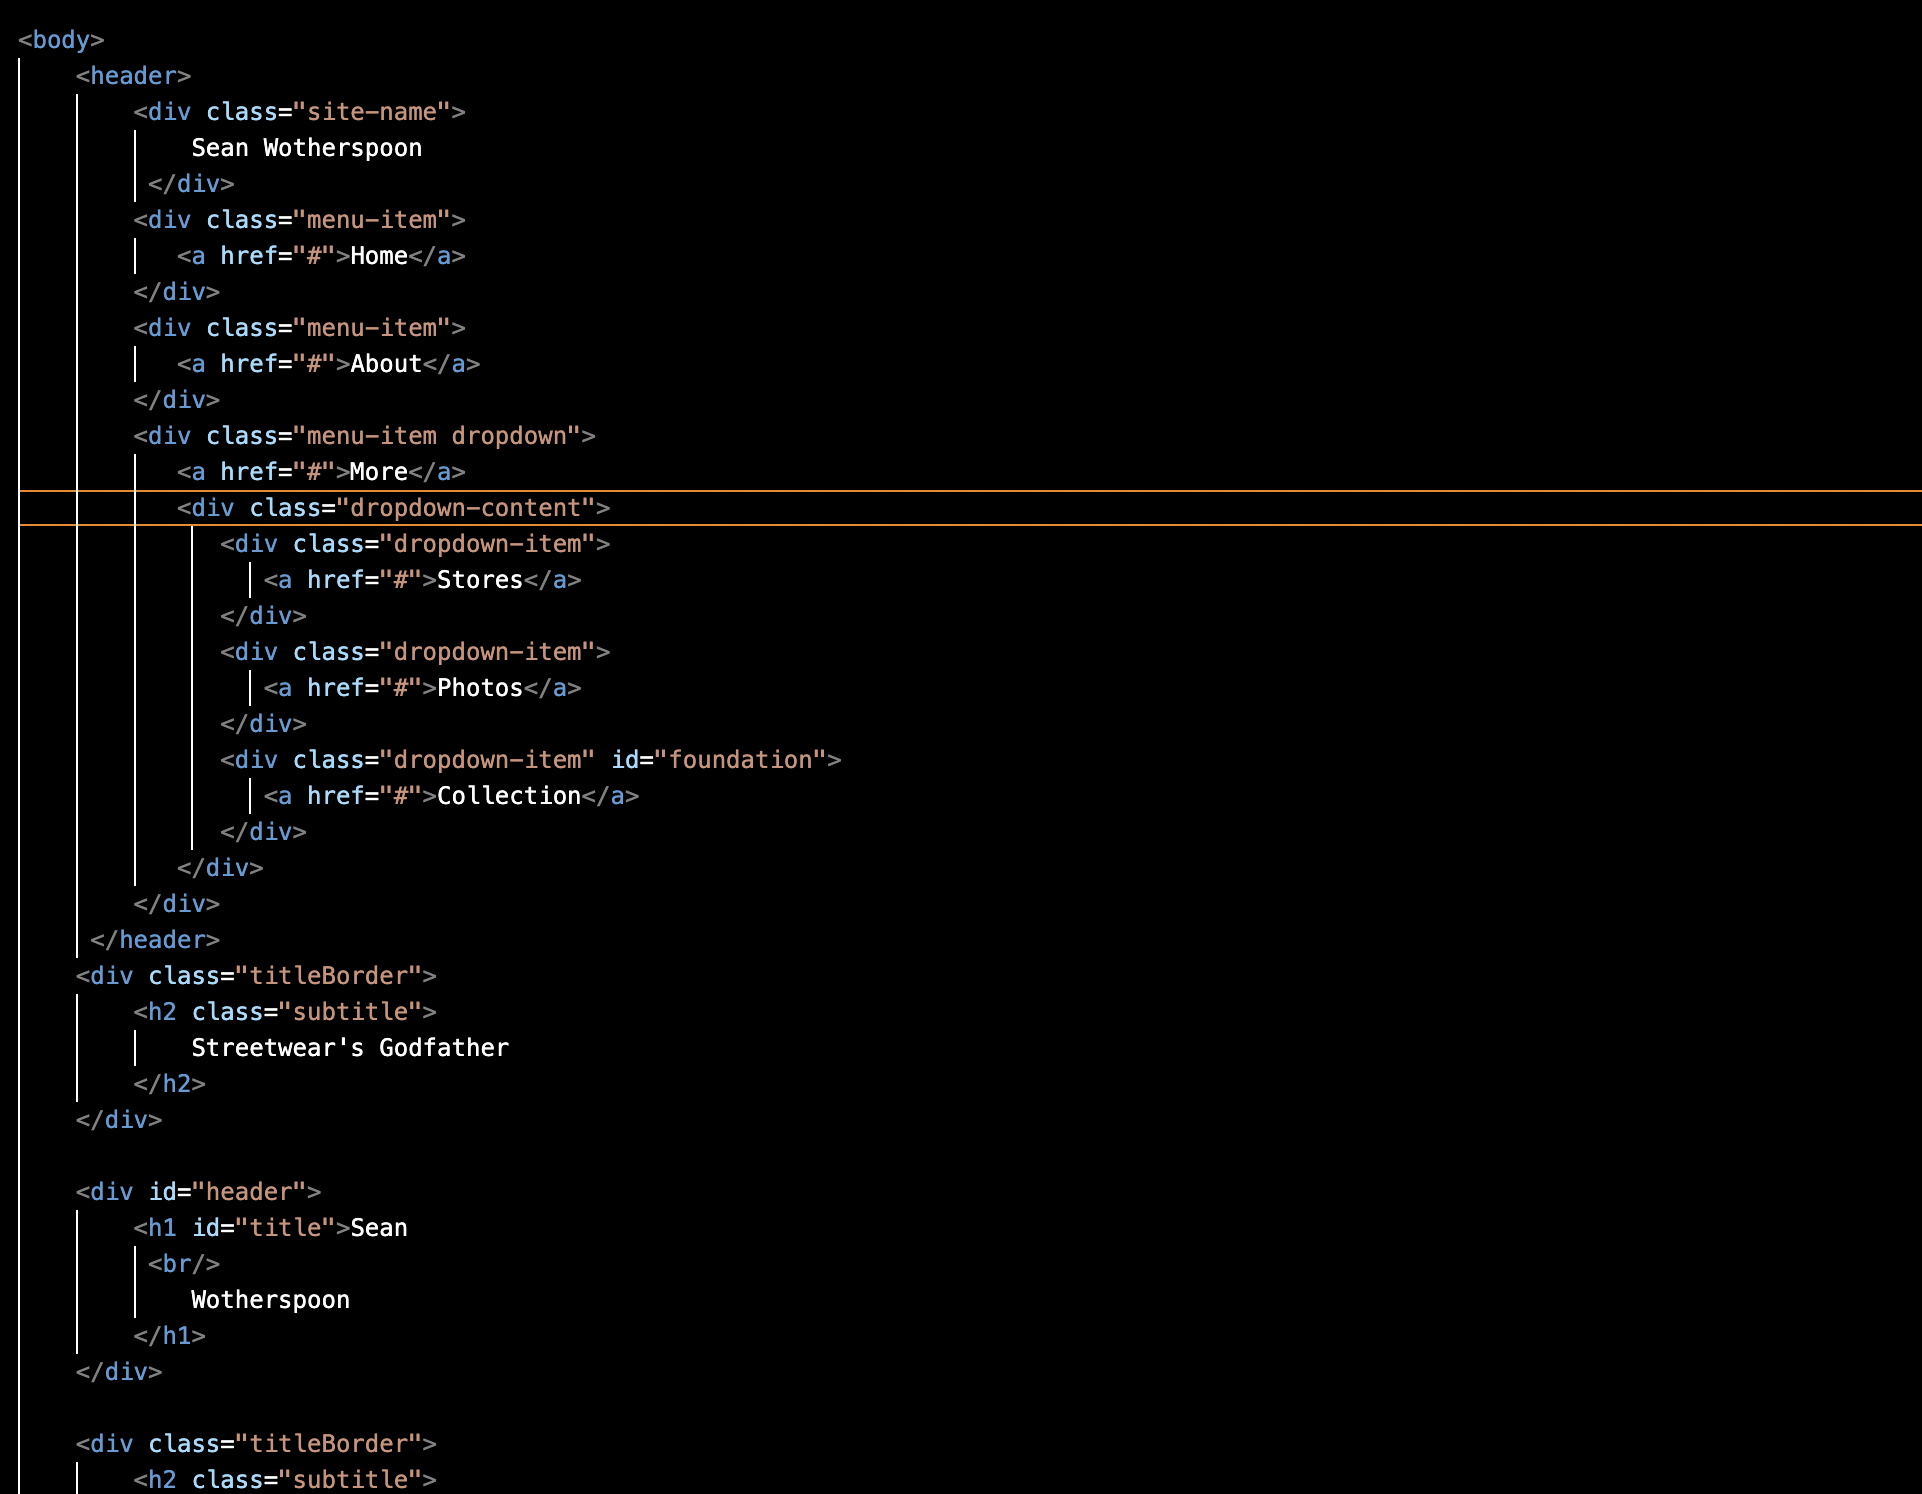 <body>
<header>
<div class="site-name">
Sean Wotherspoon
</div>
<div class="menu-item">
<a href="#">Home</a>
</div>
<div class="menu-item">
<a href="#">About</a>
</div>
<div class="menu-item dropdown">
<a href="#">More</a>
<div class="dropdown-content">
<div class="dropdown-item">
<a href="#">Stores</a>
</div>
<div class="dropdown-item">
<a href="#">Photos</a>
</div>
<div class="dropdown-item" id="foundation">
<a href="#">Collection</a>
</div>
</div>
</div>
</header>
<div class="titleBorder">
<h2 class="subtitle">
Streetwear's Godfather
</h2>
</div>
<div id="header">
<h1 id="title">Sean
<br/>
Wotherspoon
</h1>
</div>
<div class="titleBorder">
<h2 class="subtitle">